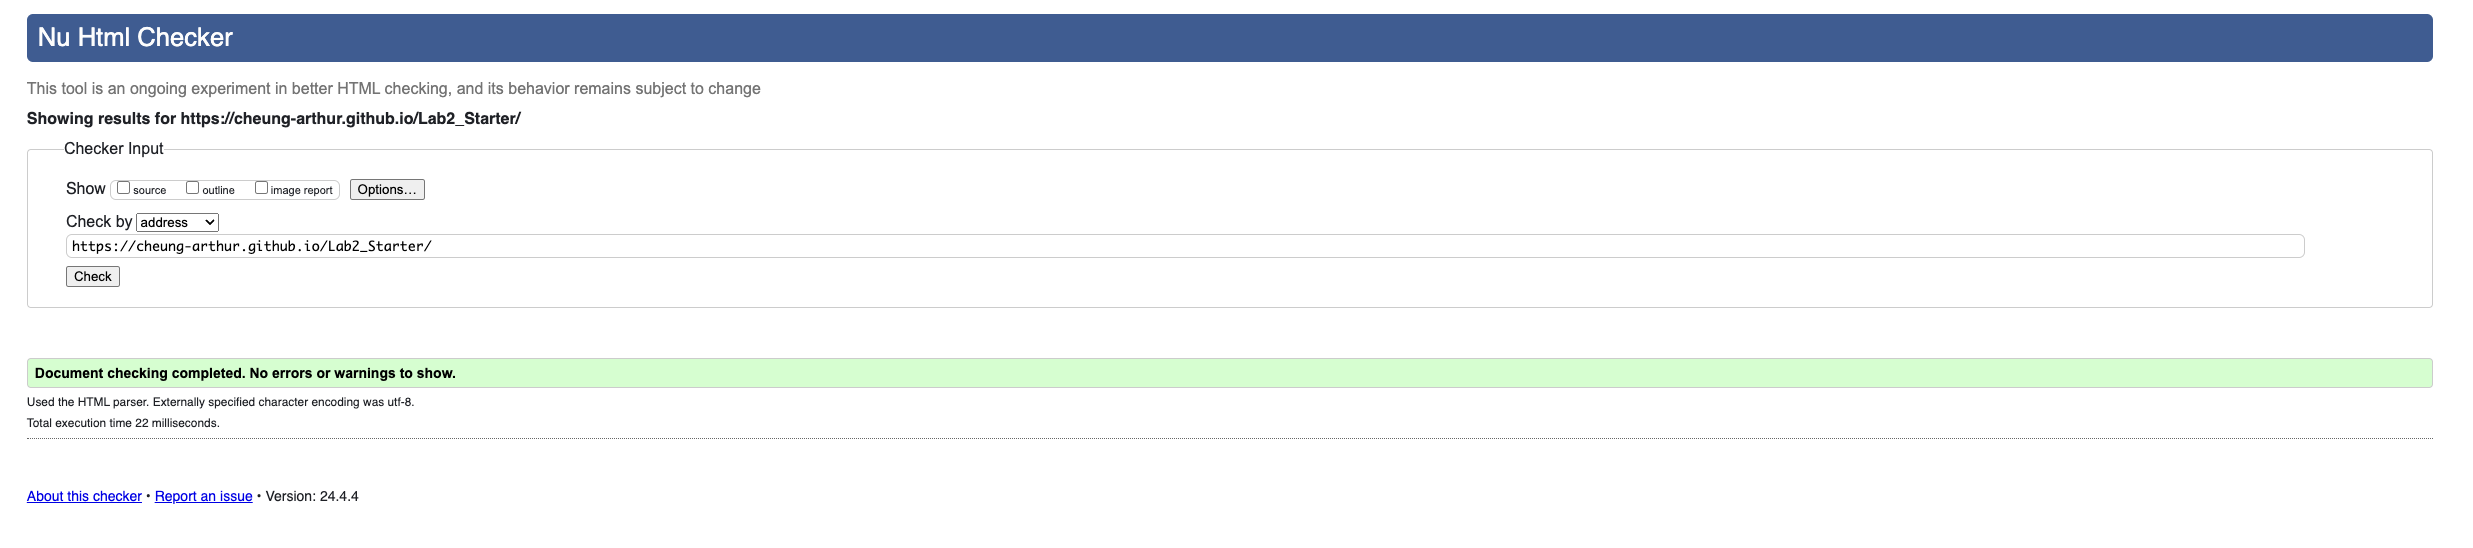 Nu Html Checker
This tool is an ongoing experiment in better HTML checking, and its behavior remains subject to change
Showing results for https://cheung-arthur.github.io/Lab2_Starter/
Checker Input
Show source outline image report Options...
Check by address
https://cheung-arthur.github.io/Lab2_Starter/
Check
Document checking completed. No errors or warnings to show.
Used the HTML parser. Externally specified character encoding was utf-8.
Total execution time 22 milliseconds.
About this checker • Report an issue • Version: 24.4.4